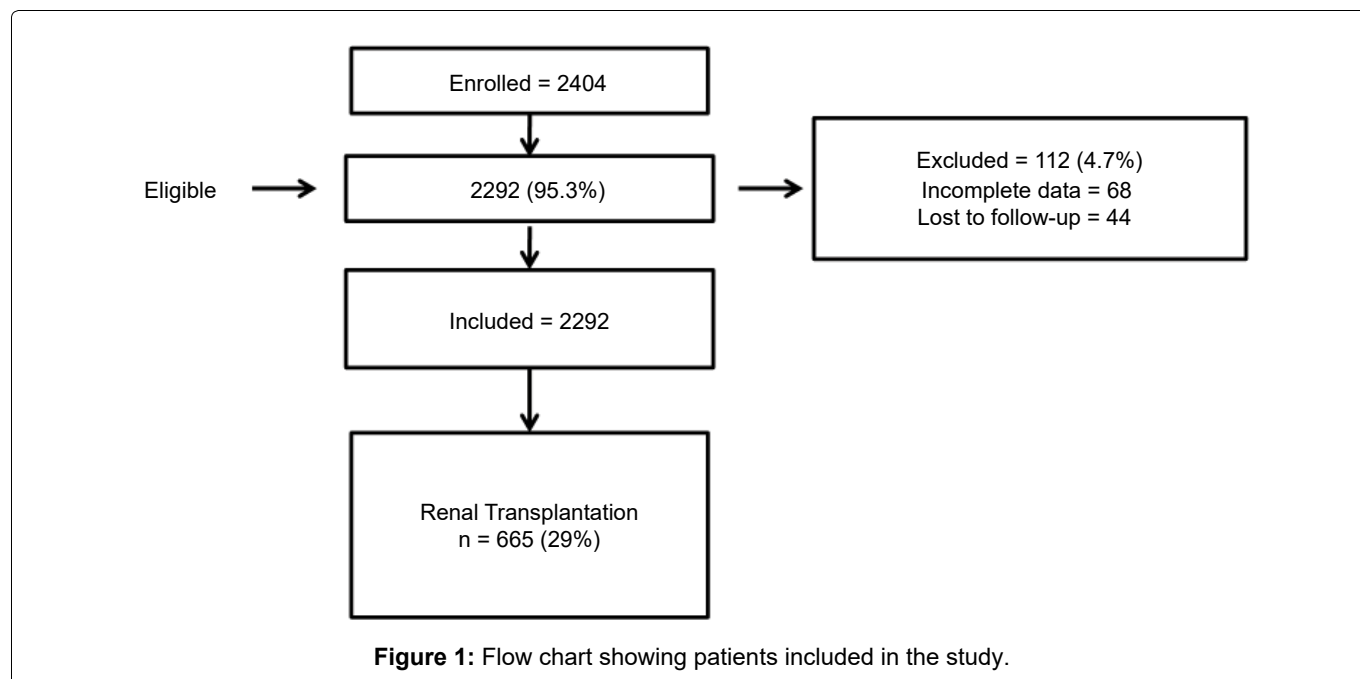 Enrolled = 2404
Eligible
2292 (95.3%)
Excluded = 112 (4.7%)
Incomplete data = 68
Lost to follow-up = 44
Included = 2292
Renal Transplantation
n = 665 (29%)
Figure 1: Flow chart showing patients included in the study.